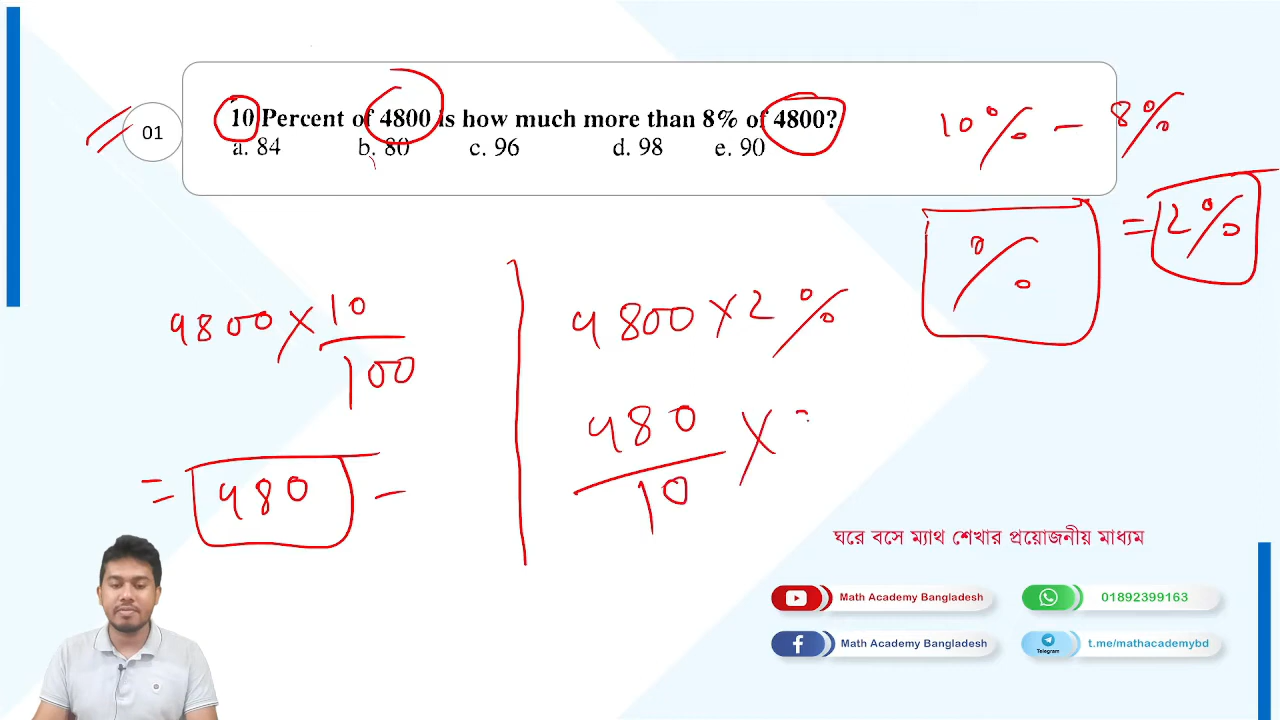 01
10 Percent of 4800 is how much more than 8% of 4800?
a. 84 b. 80 c. 96 d. 98 e. 90
10% - 8%
= 2%
%
4800 × 10/100
= 480 -
4800 × 2%
480/10 ×
ঘরে বসে ম্যাথ শেখার প্রয়োজনীয় মাধ্যম
Math Academy Bangladesh
01892399163
Math Academy Bangladesh
Telegram
t.me/mathacademybd